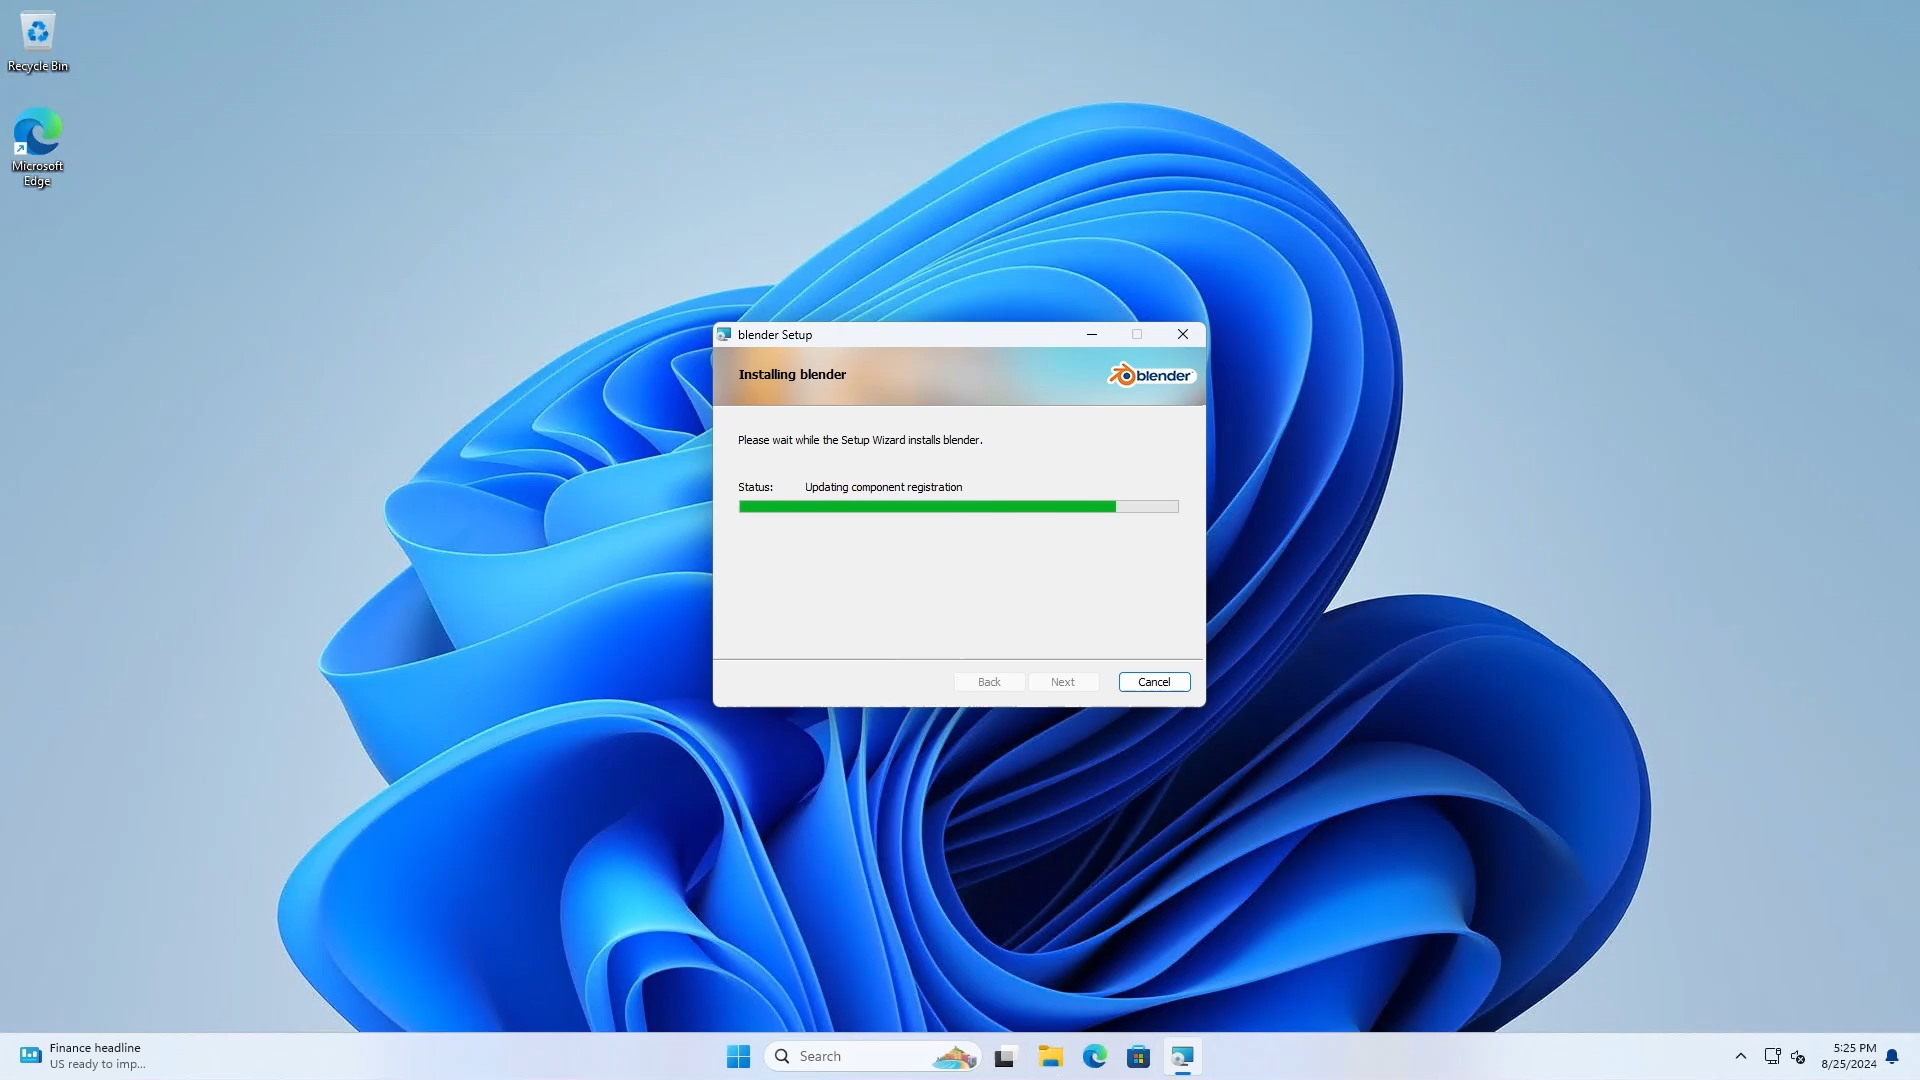 Recycle Bin
Microsoft
Edge
blender Setup
Installing blender
blender
Please wait while the Setup Wizard installs blender.
Status: Updating component registration
Back Next Cancel
Finance headline
US ready to imp...
Search
5:25 PM
8/25/2024